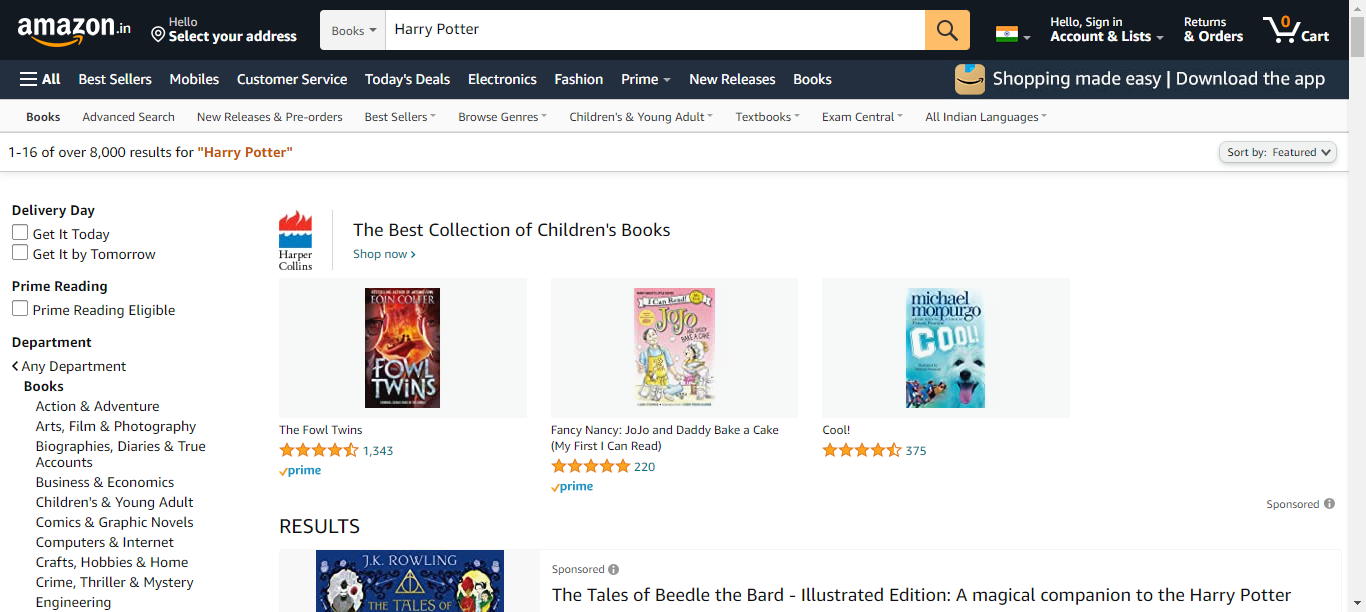 amazon.in
Hello
Select your address
Books
Harry Potter
Hello, Sign in
Account & Lists
Returns
& Orders
0
Cart
All
Best Sellers
Mobiles
Customer Service
Today's Deals
Electronics
Fashion
Prime
New Releases
Books
Shopping made easy | Download the app
Books
Advanced Search
New Releases & Pre-orders
Best Sellers
Browse Genres
Children's & Young Adult
Textbooks
Exam Central
All Indian Languages
1-16 of over 8,000 results for "Harry Potter"
Sort by: Featured
Delivery Day
Get It Today
Get It by Tomorrow
Prime Reading
Prime Reading Eligible
Department
Any Department
Books
Action & Adventure
Arts, Film & Photography
Biographies, Diaries & True
Accounts
Business & Economics
Children's & Young Adult
Comics & Graphic Novels
Computers & Internet
Crafts, Hobbies & Home
Crime, Thriller & Mystery
Engineering
Harper
Collins
The Best Collection of Children's Books
Shop now
EOIN COLFER
THE
FOWL
TWINS
The Fowl Twins
1,343
prime
I Can Read!
JoJo
AND DADDY
BAKE A CAKE
Fancy Nancy: JoJo and Daddy Bake a Cake
(My First I Can Read)
220
prime
michael
morpurgo
COOL!
Cool!
375
Sponsored
RESULTS
J.K. ROWLING
THE TALES OF
Sponsored
The Tales of Beedle the Bard - Illustrated Edition: A magical companion to the Harry Potter